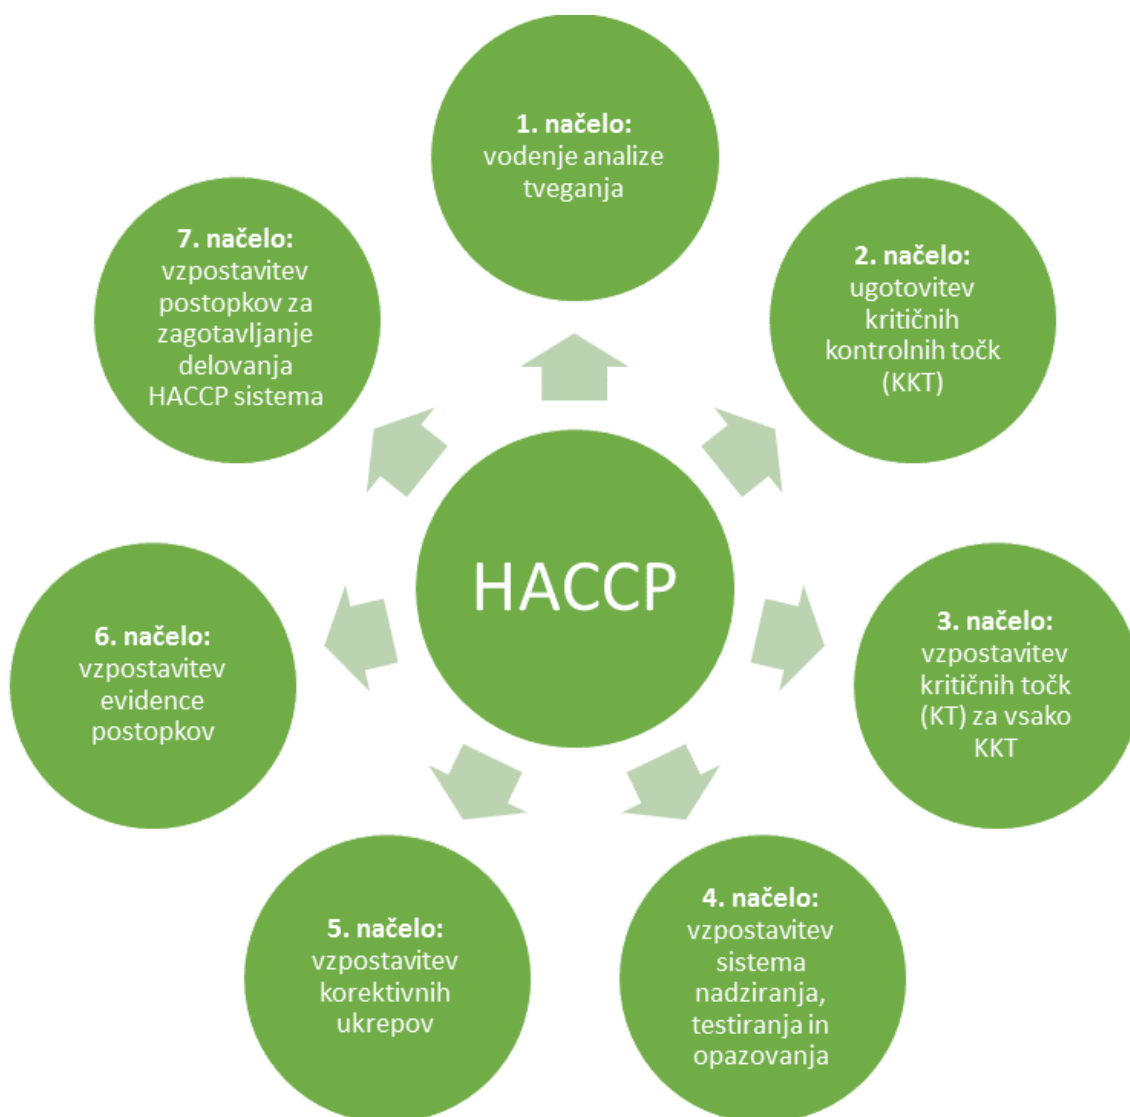 1. načelo:
vodenje analize
tveganja
2. načelo:
ugotovitev
kritičnih
kontrolnih točk
(KKT)
3. načelo:
vzpostavitev
kritičnih točk
(KT) za vsako
KKT
4. načelo:
vzpostavitev
sistema
nadziranja,
testiranja in
opazovanja
5. načelo:
vzpostavitev
korektivnih
ukrepov
6. načelo:
vzpostavitev
evidence
postopkov
7. načelo:
vzpostavitev
postopkov za
zagotavljanje
delovanja
HACCP sistema
HACCP